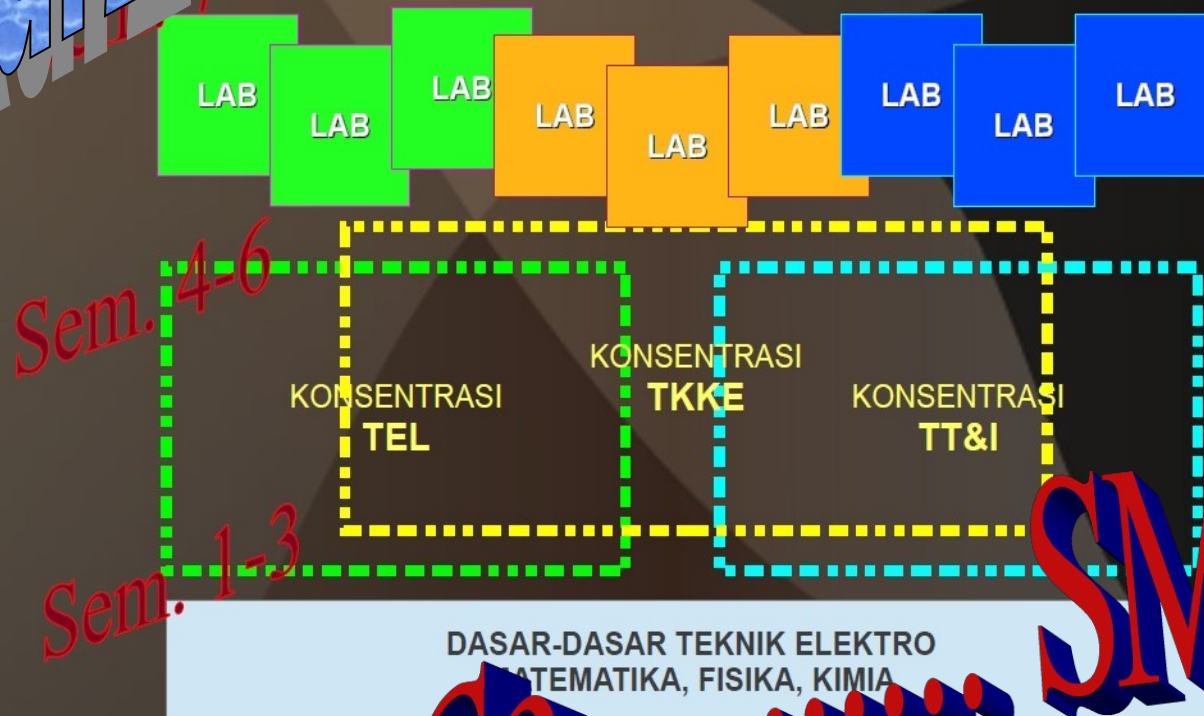 LAB
LAB
LAB
LAB
LAB
LAB
LAB
LAB
LAB
Sem. 4-6
KONSENTRASI
TEL
KONSENTRASI
TKKE
KONSENTRASI
TT&I
Sem. 1-3
DASAR-DASAR TEKNIK ELEKTRO
FISIKA, KIMIA